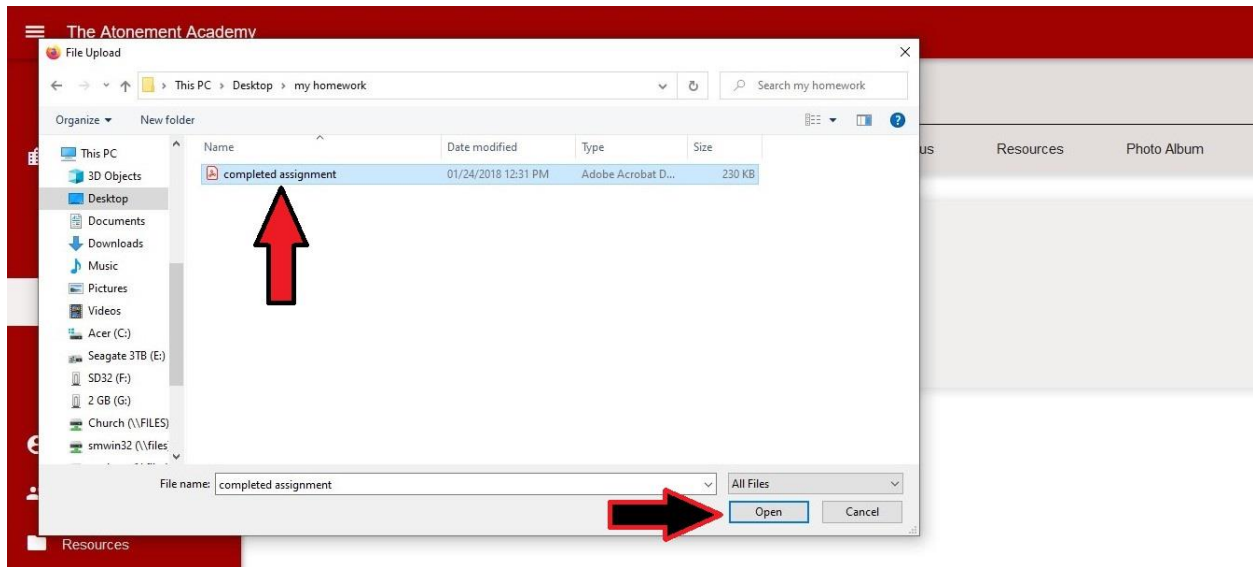 The Atonement Academy
File Upload
This PC > Desktop > my homework
Search my homework
Organize
New folder
us
Resources
Photo Album
Name
Date modified
Type
Size
completed assignment
01/24/2018 12:31 PM
Adobe Acrobat D...
230 KB
This PC
3D Objects
Desktop
Documents
Downloads
Music
Pictures
Videos
Acer (C:)
Seagate 3TB (E:)
SD32 (F:)
2 GB (G:)
Church (\\FILES)
smwin32 (\\files
File name:
completed assignment
All Files
Open
Cancel
Resources